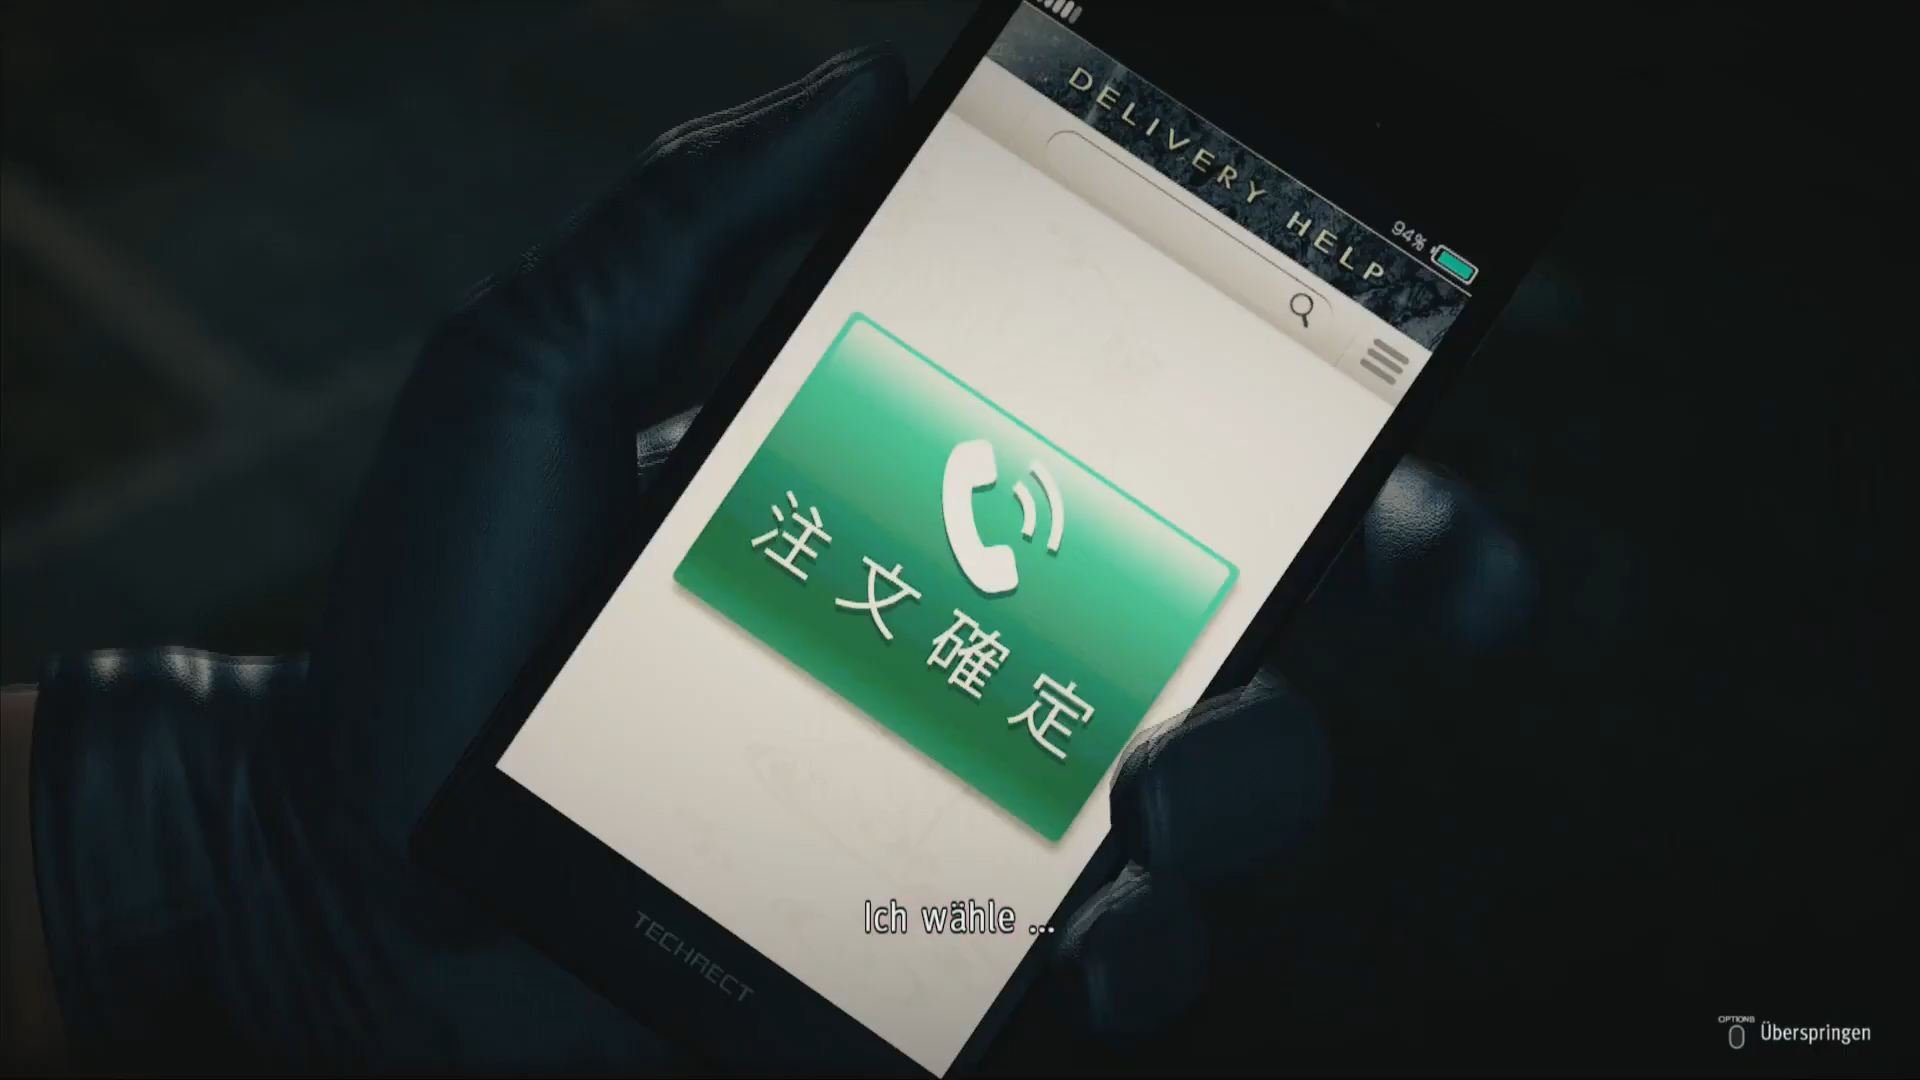 DELIVERY HELP
94%
注文確定
TECHRECT
Ich wähle ...
OPTIONS
Überspringen